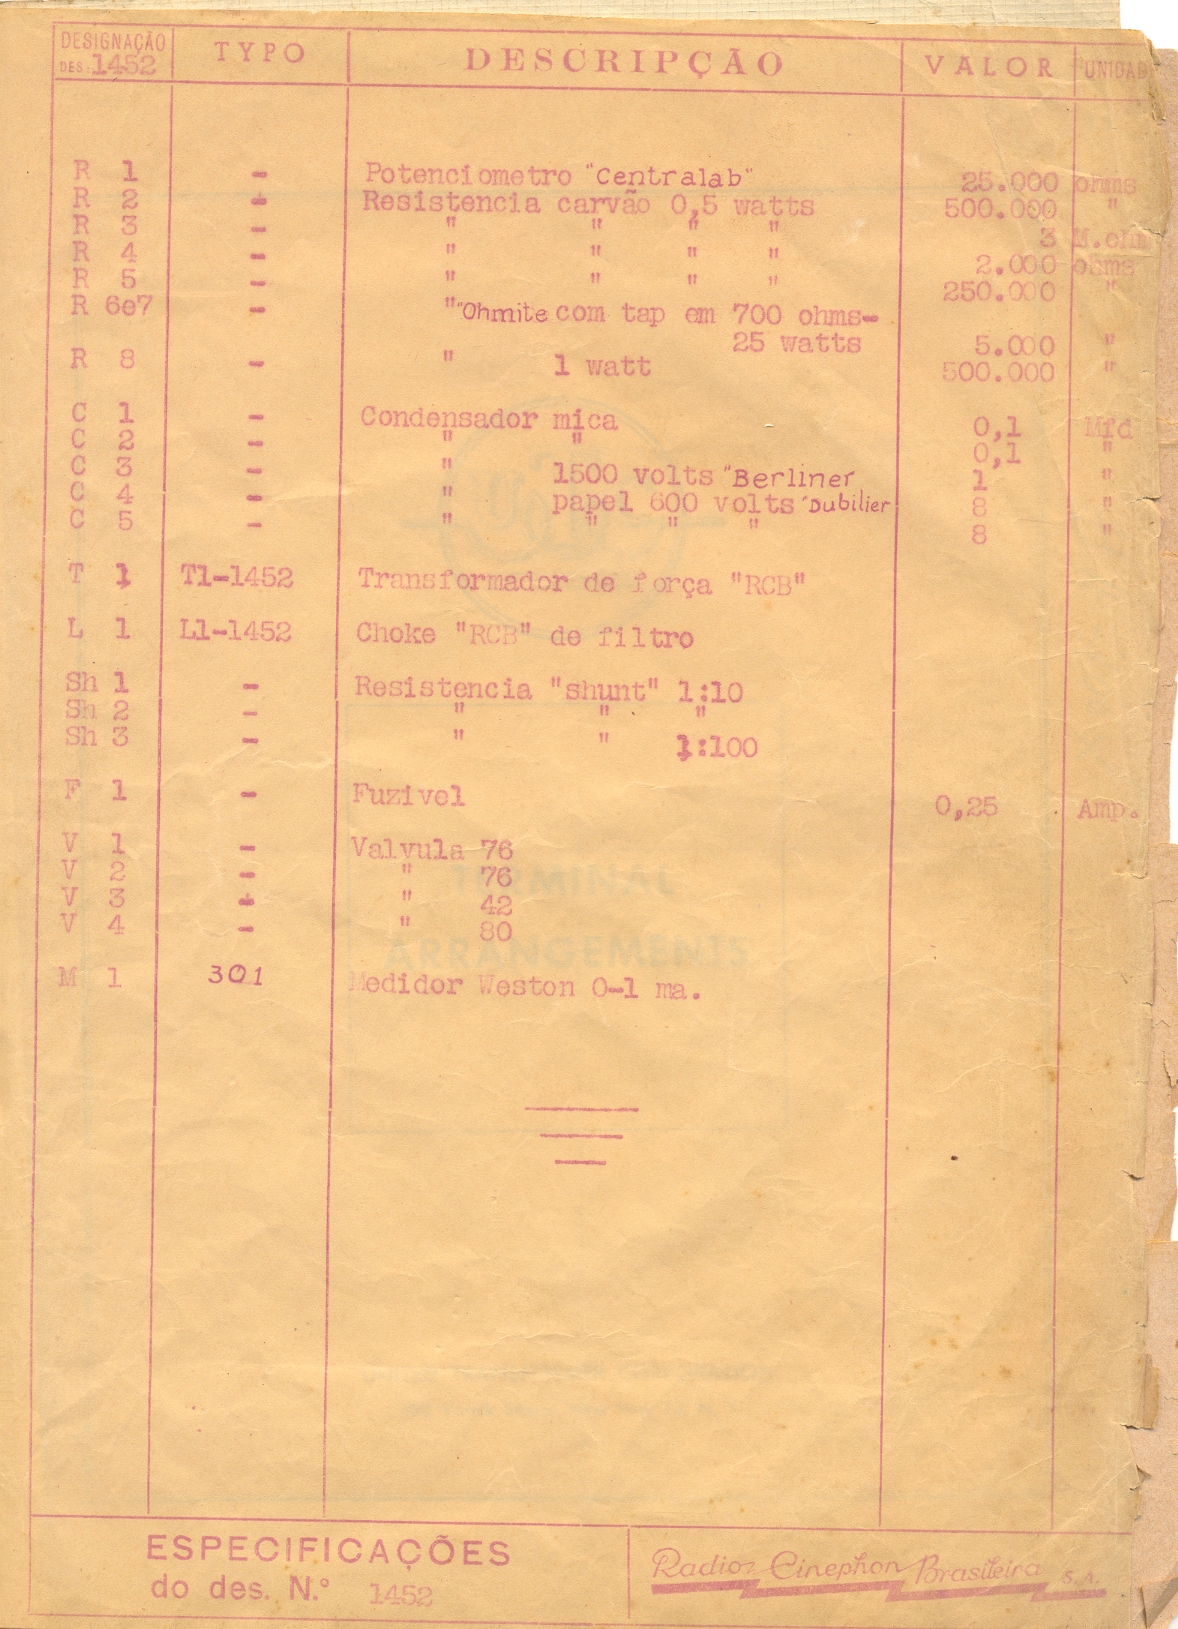 DESIGNAÇÃO TYPO DESCRIPÇÃO VALOR UNIDAD
DES. 1452
R 1 - Potenciometro "Centralab" 25.000 ohms
R 2 - Resistencia carvão 0,5 watts 500.000 "
R 3 - " " " " 3 M.ohm
R 4 - " " " " 2.000 ohms
R 5 - " " " " 250.000 "
R 6e7 - " "Ohmite com tap em 700 ohms-
25 watts 5.000 "
R 8 - " 1 watt 500.000 "
C 1 - Condensador mica 0,1 Mfd
C 2 - " " 0,1 "
C 3 - " 1500 volts "Berliner 1 "
C 4 - " papel 600 volts "Dubilier 8 "
C 5 - " " " " 8 "
T 1 T1-1452 Transformador de força "RCB"
L 1 L1-1452 Choke "RCB" de filtro
Sh 1 - Resistencia "shunt" 1:10
Sh 2 - " " "
Sh 3 - " " 1:100
F 1 - Fuzivel 0,25 Amp.
V 1 - Valvula 76
V 2 - " 76
V 3 - " 42
V 4 - " 80
M 1 301 Medidor Weston 0-1 ma.
TERMINAL
ARRANGEMENTS
ESPECIFICAÇÕES
do des. N.º 1452
Radio Cinephon Brasileira S.A.